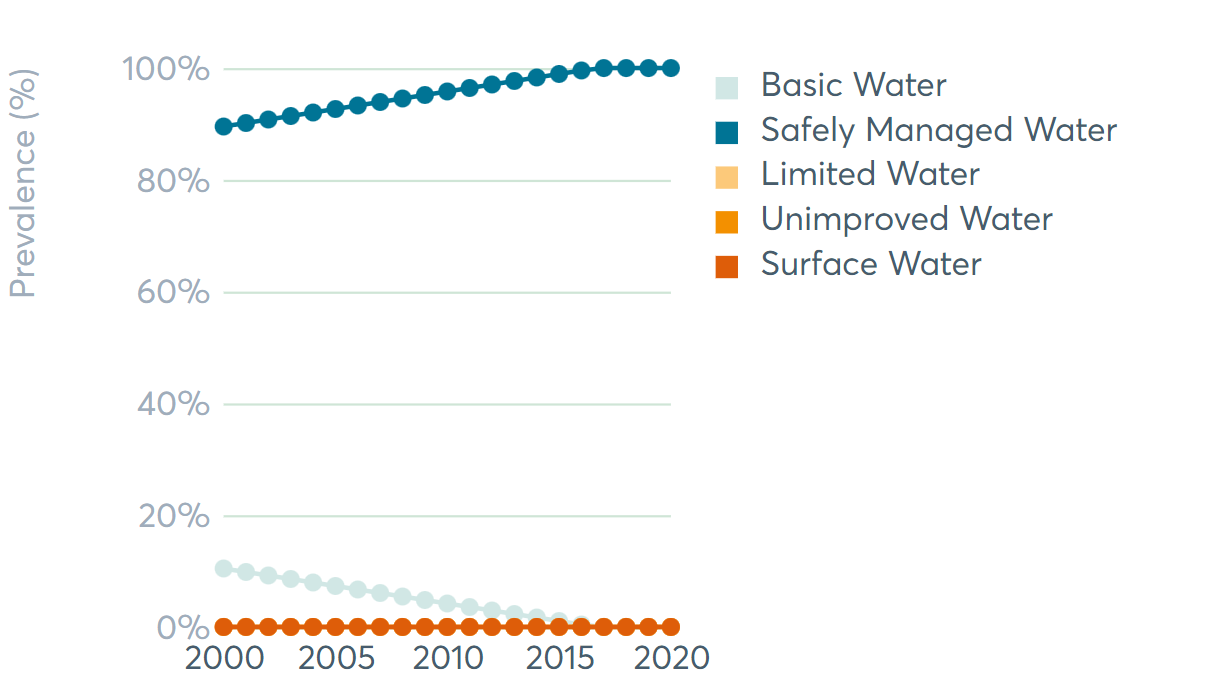 Prevalence (%)
100%
80%
60%
40%
20%
0%
2000 2005 2010 2015 2020
Basic Water
Safely Managed Water
Limited Water
Unimproved Water
Surface Water